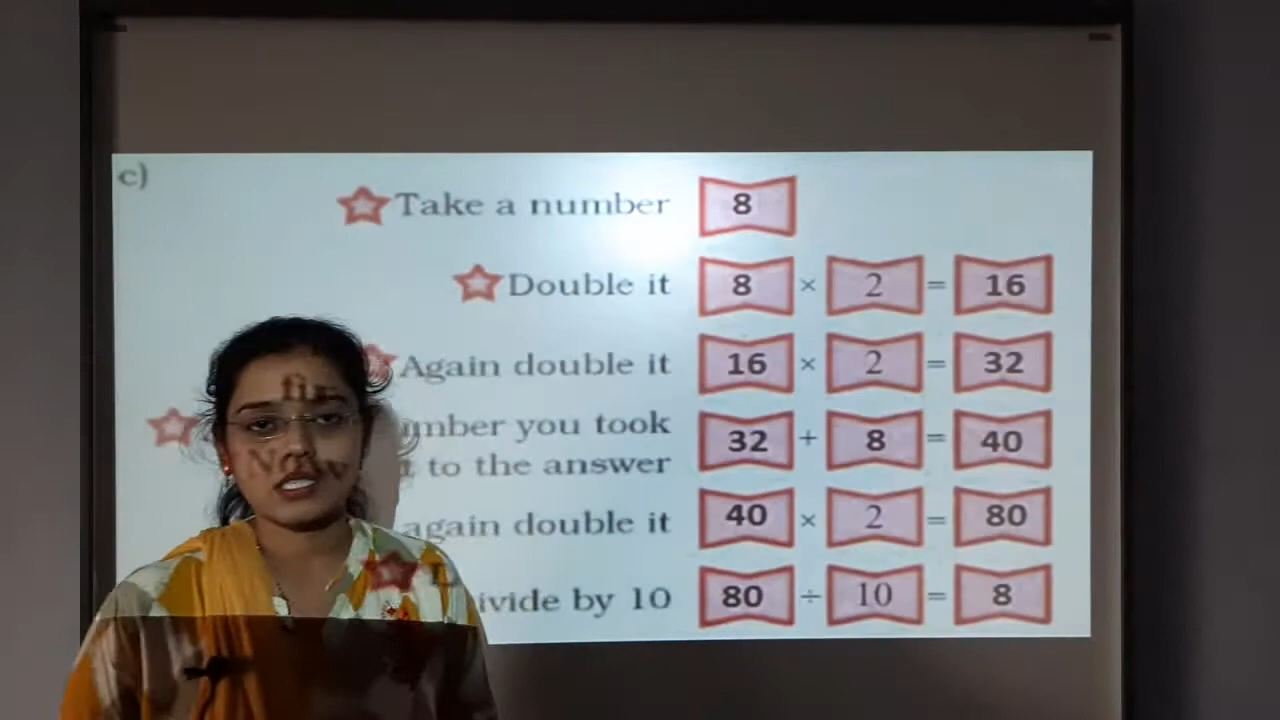 c)
Take a number 8
Double it 8 × 2 = 16
Again double it 16 × 2 = 32
you took
to the answer 32 + 8 = 40
again double it 40 × 2 = 80
ivide by 10 80 ÷ 10 = 8